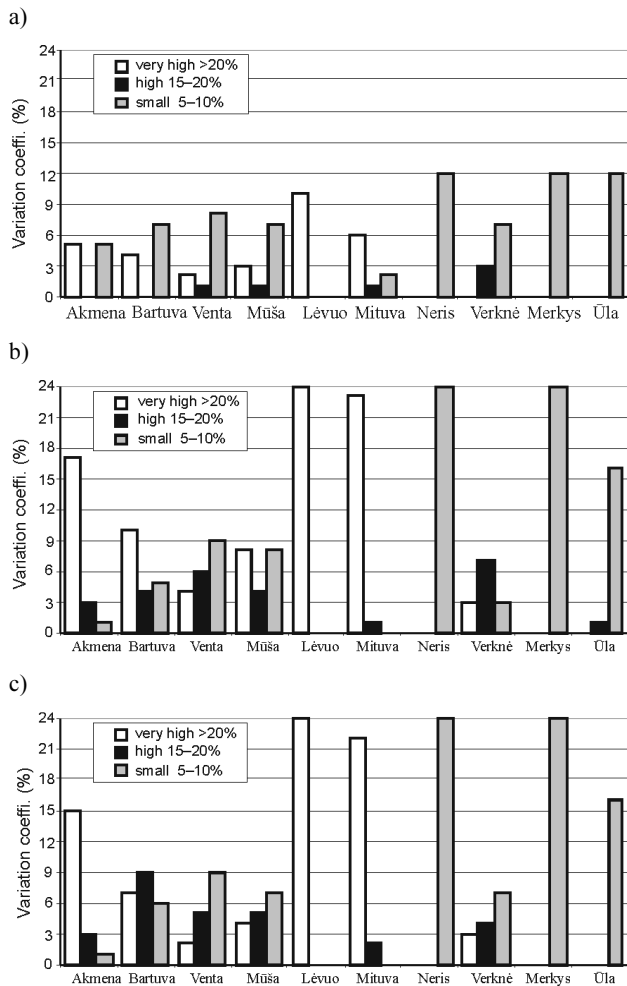 a)
Variation coeffi. (%)
24
21
18
15
12
9
6
3
0
very high >20%
high 15–20%
small 5–10%
Akmena Bartuva Venta Mūša Lėvuo Mituva Neris Verknė Merkys Ūla
b)
Variation coeffi. (%)
24
21
18
15
12
9
6
3
0
very high >20%
high 15–20%
small 5–10%
Akmena Bartuva Venta Mūša Lėvuo Mituva Neris Verknė Merkys Ūla
c)
Variation coeffi. (%)
24
21
18
15
12
9
6
3
0
very high >20%
high 15–20%
small 5–10%
Akmena Bartuva Venta Mūša Lėvuo Mituva Neris Verknė Merkys Ūla